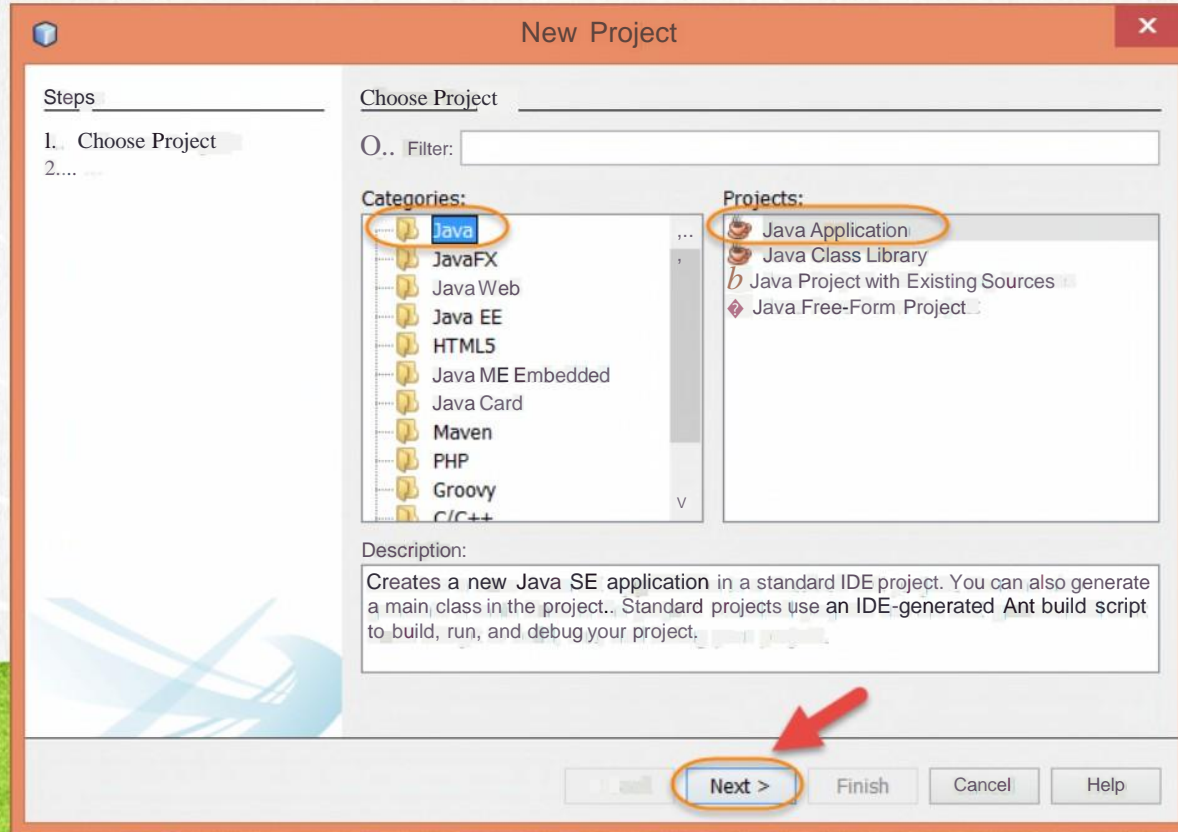 New Project
Steps
1. Choose Project
2.... ...
Choose Project
O.. Filter:
Categories:
Java
JavaFX
Java Web
Java EE
HTML5
Java ME Embedded
Java Card
Maven
PHP
Groovy
C/C++
Projects:
Java Application
Java Class Library
b Java Project with Existing Sources
Java Free-Form Project
Description:
Creates a new Java SE application in a standard IDE project. You can also generate
a main class in the project.. Standard projects use an IDE-generated Ant build script
to build, run, and debug your project.
Next >
Finish
Cancel
Help